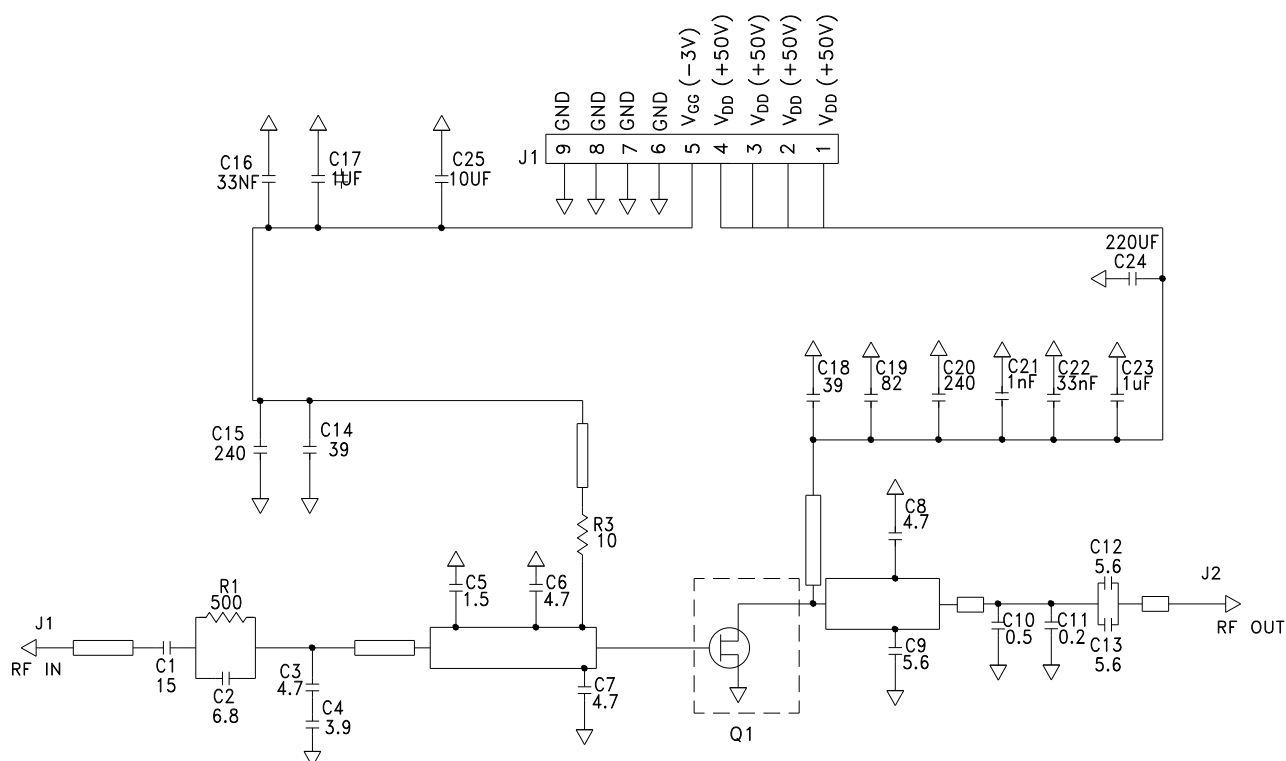 VGG (-3V)
VDD (+50V)
VDD (+50V)
VDD (+50V)
VDD (+50V)
GND
GND
GND
GND
J1
9 8 7 6 5 4 3 2 1
C16
33NF
C17
1UF
C25
10UF
220UF
C24
C18
39
C19
82
C20
240
C21
1nF
C22
33nF
C23
1uF
C15
240
C14
39
R3
10
C8
4.7
C5
1.5
C6
4.7
C12
5.6
J2
RF OUT
R1
500
J1
RF IN
C1
15
C2
6.8
C3
4.7
C4
3.9
C7
4.7
C9
5.6
C10
0.5
C11
0.2
C13
5.6
Q1